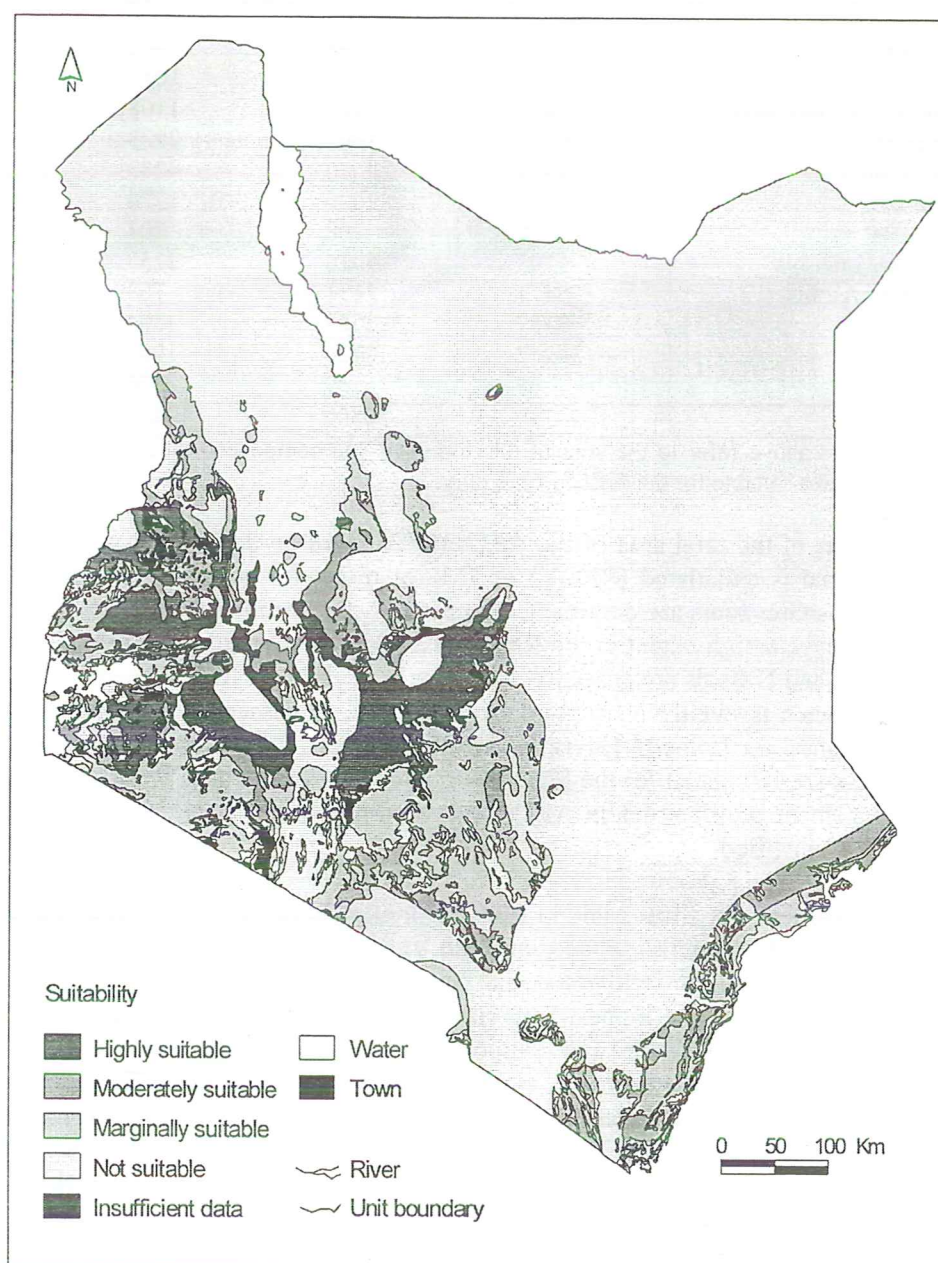 N
Suitability
Highly suitable
Moderately suitable
Marginally suitable
Not suitable
Insufficient data
Water
Town
River
Unit boundary
0 50 100 Km